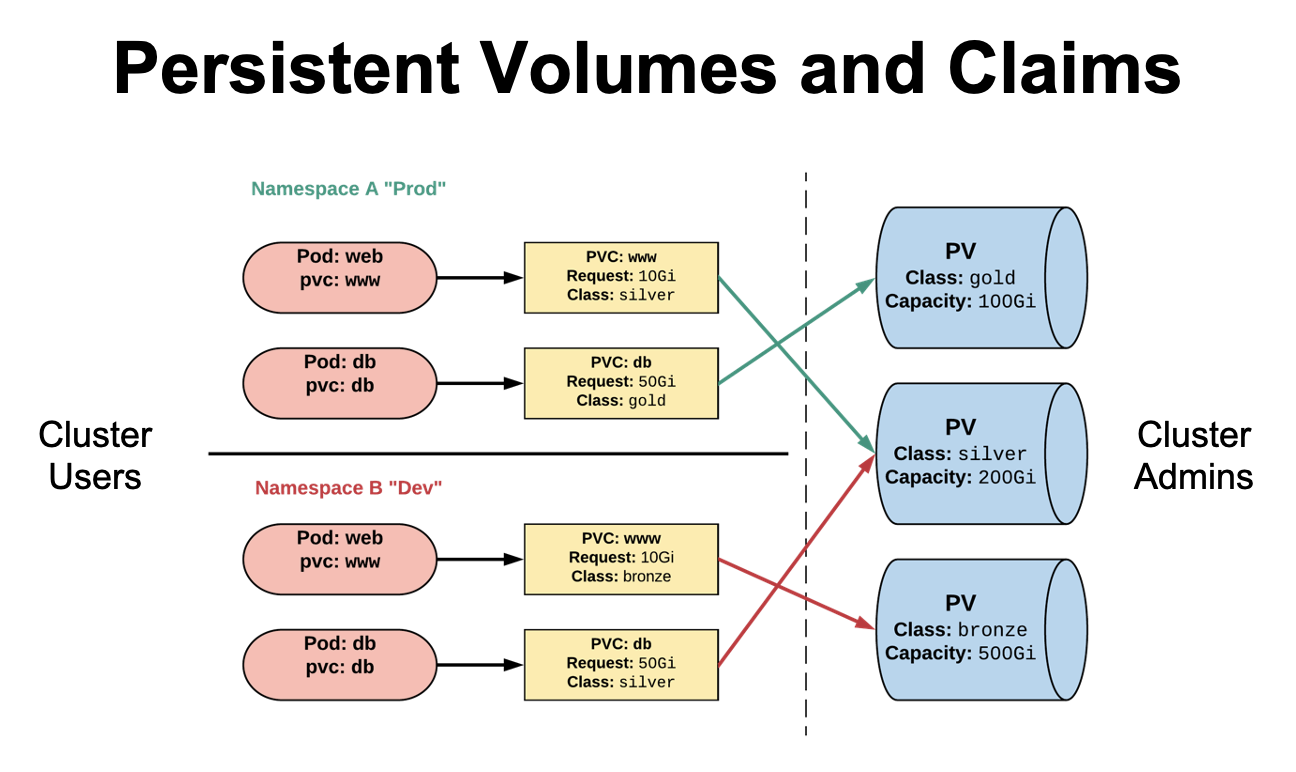 Persistent Volumes and Claims
Namespace A "Prod"
Pod: web
pvc: www
PVC: www
Request: 10Gi
Class: silver
Pod: db
pvc: db
PVC: db
Request: 50Gi
Class: gold
Cluster
Users
Namespace B "Dev"
Pod: web
pvc: www
PVC: www
Request: 10Gi
Class: bronze
Pod: db
pvc: db
PVC: db
Request: 50Gi
Class: silver
PV
Class: gold
Capacity: 100Gi
PV
Class: silver
Capacity: 200Gi
PV
Class: bronze
Capacity: 500Gi
Cluster
Admins